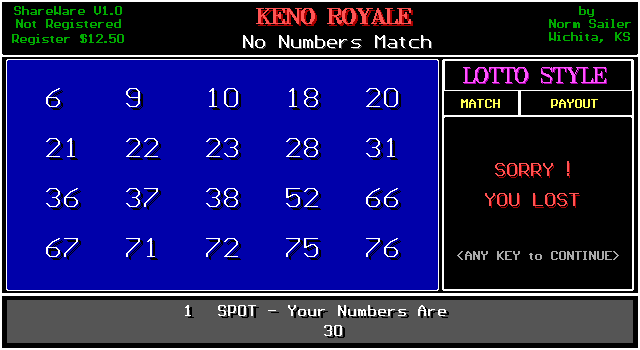 ShareWare V1.0
Not Registered
Register $12.50
KENO ROYALE
No Numbers Match
by
Norm Sailer
Wichita, KS
6 9 10 18 20
21 22 23 28 31
36 37 38 52 66
67 71 72 75 76
LOTTO STYLE
MATCH PAYOUT
SORRY !
YOU LOST
<ANY KEY to CONTINUE>
1 SPOT - Your Numbers Are
30